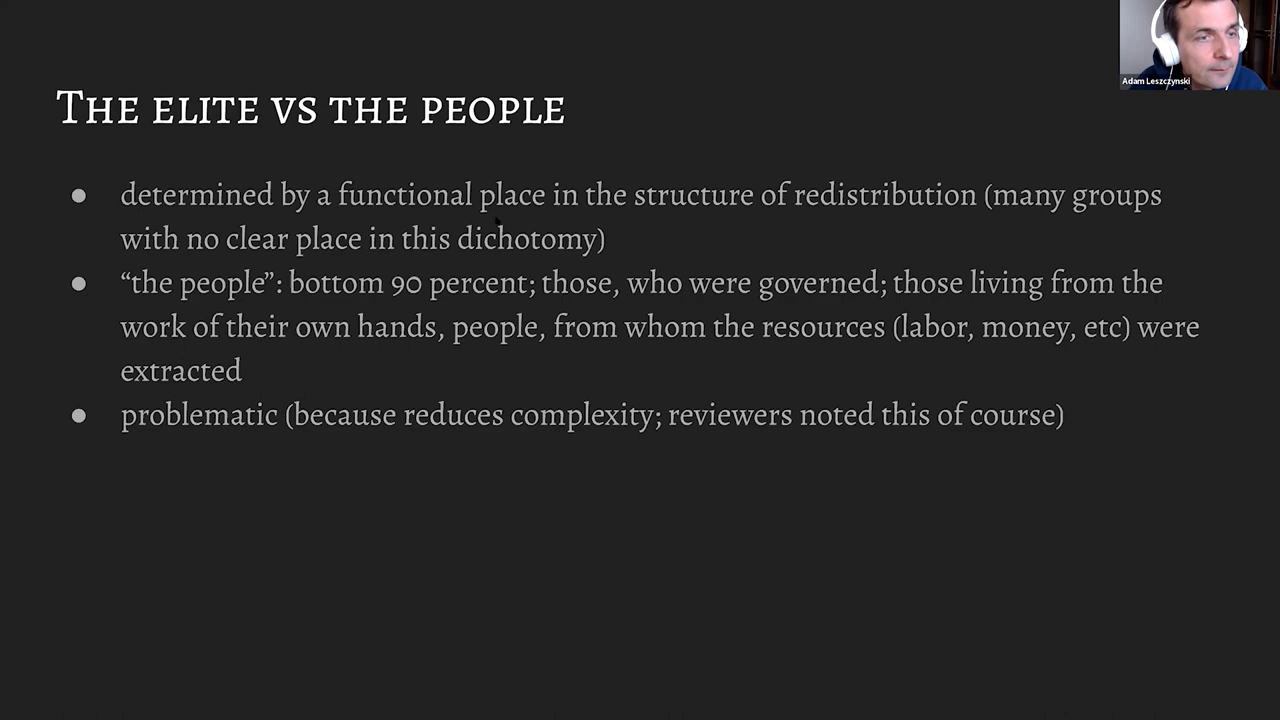 Adam Leszczynski
The elite vs the people
● determined by a functional place in the structure of redistribution (many groups
with no clear place in this dichotomy)
● “the people”: bottom 90 percent; those, who were governed; those living from the
work of their own hands, people, from whom the resources (labor, money, etc) were
extracted
● problematic (because reduces complexity; reviewers noted this of course)